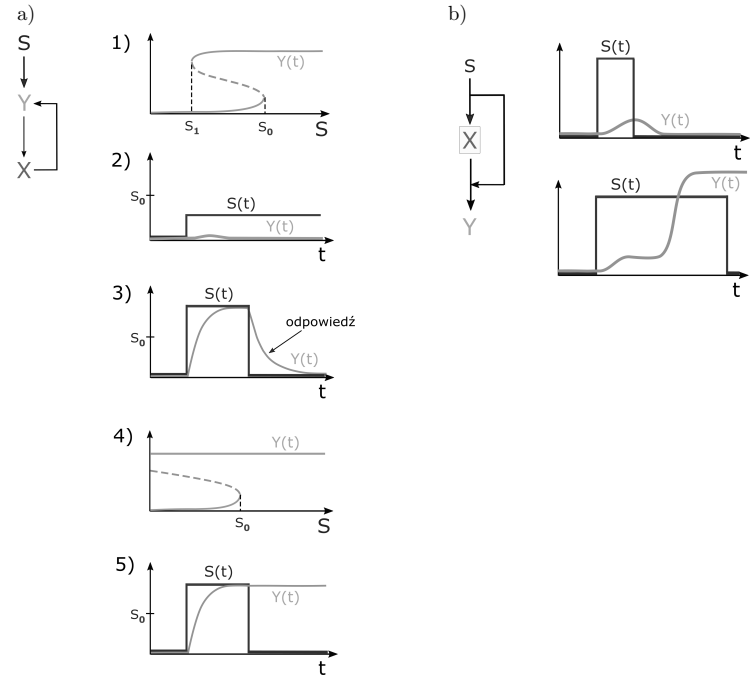 a)
S
Y
X
1)
Y(t)
S₁
S₀
S
2)
S₀
S(t)
Y(t)
t
3)
S(t)
S₀
odpowiedź
Y(t)
t
4)
Y(t)
S₀
S
5)
S(t)
S₀
Y(t)
t
b)
S
X
Y
S(t)
Y(t)
t
S(t)
Y(t)
t